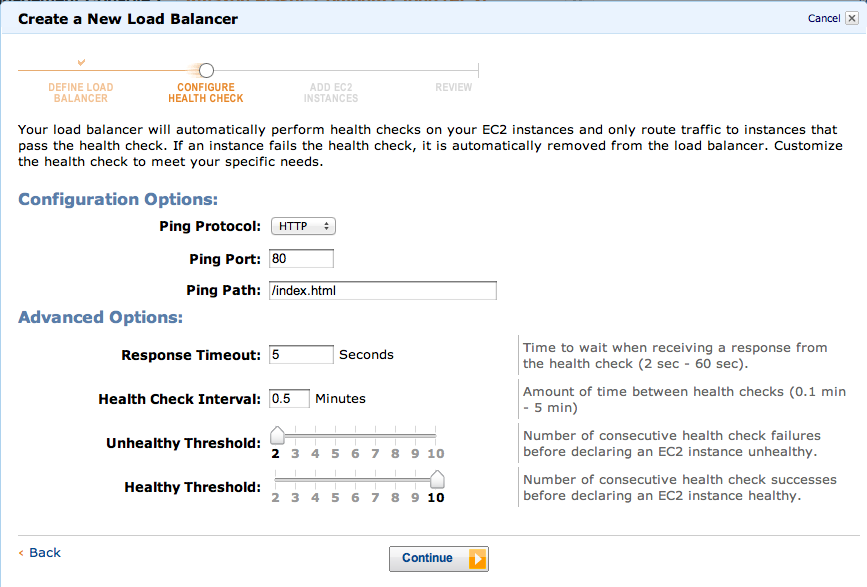 Create a New Load Balancer
Cancel
DEFINE LOAD
BALANCER
CONFIGURE
HEALTH CHECK
ADD EC2
INSTANCES
REVIEW
Your load balancer will automatically perform health checks on your EC2 instances and only route traffic to instances that
pass the health check. If an instance fails the health check, it is automatically removed from the load balancer. Customize
the health check to meet your specific needs.
Configuration Options:
Ping Protocol: HTTP
Ping Port: 80
Ping Path: /index.html
Advanced Options:
Response Timeout: 5 Seconds
Time to wait when receiving a response from
the health check (2 sec - 60 sec).
Health Check Interval: 0.5 Minutes
Amount of time between health checks (0.1 min
- 5 min)
Unhealthy Threshold:
2 3 4 5 6 7 8 9 10
Number of consecutive health check failures
before declaring an EC2 instance unhealthy.
Healthy Threshold:
2 3 4 5 6 7 8 9 10
Number of consecutive health check successes
before declaring an EC2 instance healthy.
< Back
Continue